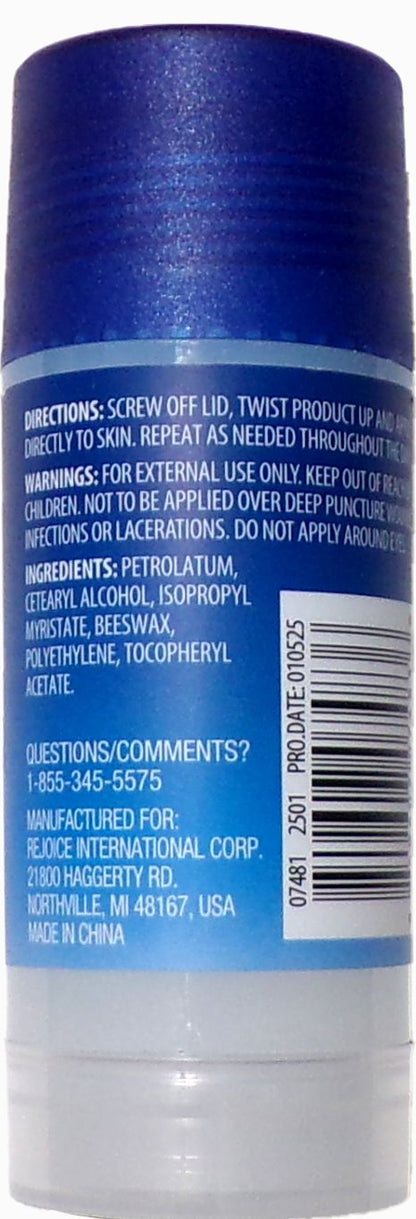 DIRECTIONS: SCREW OFF LID, TWIST PRODUCT UP AND
DIRECTLY TO SKIN. REPEAT AS NEEDED THROUGHOUT THE
WARNINGS: FOR EXTERNAL USE ONLY. KEEP OUT OF REACH
CHILDREN. NOT TO BE APPLIED OVER DEEP PUNCTURE
INFECTIONS OR LACERATIONS. DO NOT APPLY AROUND EYES
INGREDIENTS: PETROLATUM,
CETEARYL ALCOHOL, ISOPROPYL
MYRISTATE, BEESWAX,
POLYETHYLENE, TOCOPHERYL
ACETATE.
QUESTIONS/COMMENTS?
1-855-345-5575
MANUFACTURED FOR:
REJOICE INTERNATIONAL CORP.
21800 HAGGERTY RD.
NORTHVILLE, MI 48167, USA
MADE IN CHINA
07481 2501 PRO.DATE: 010525